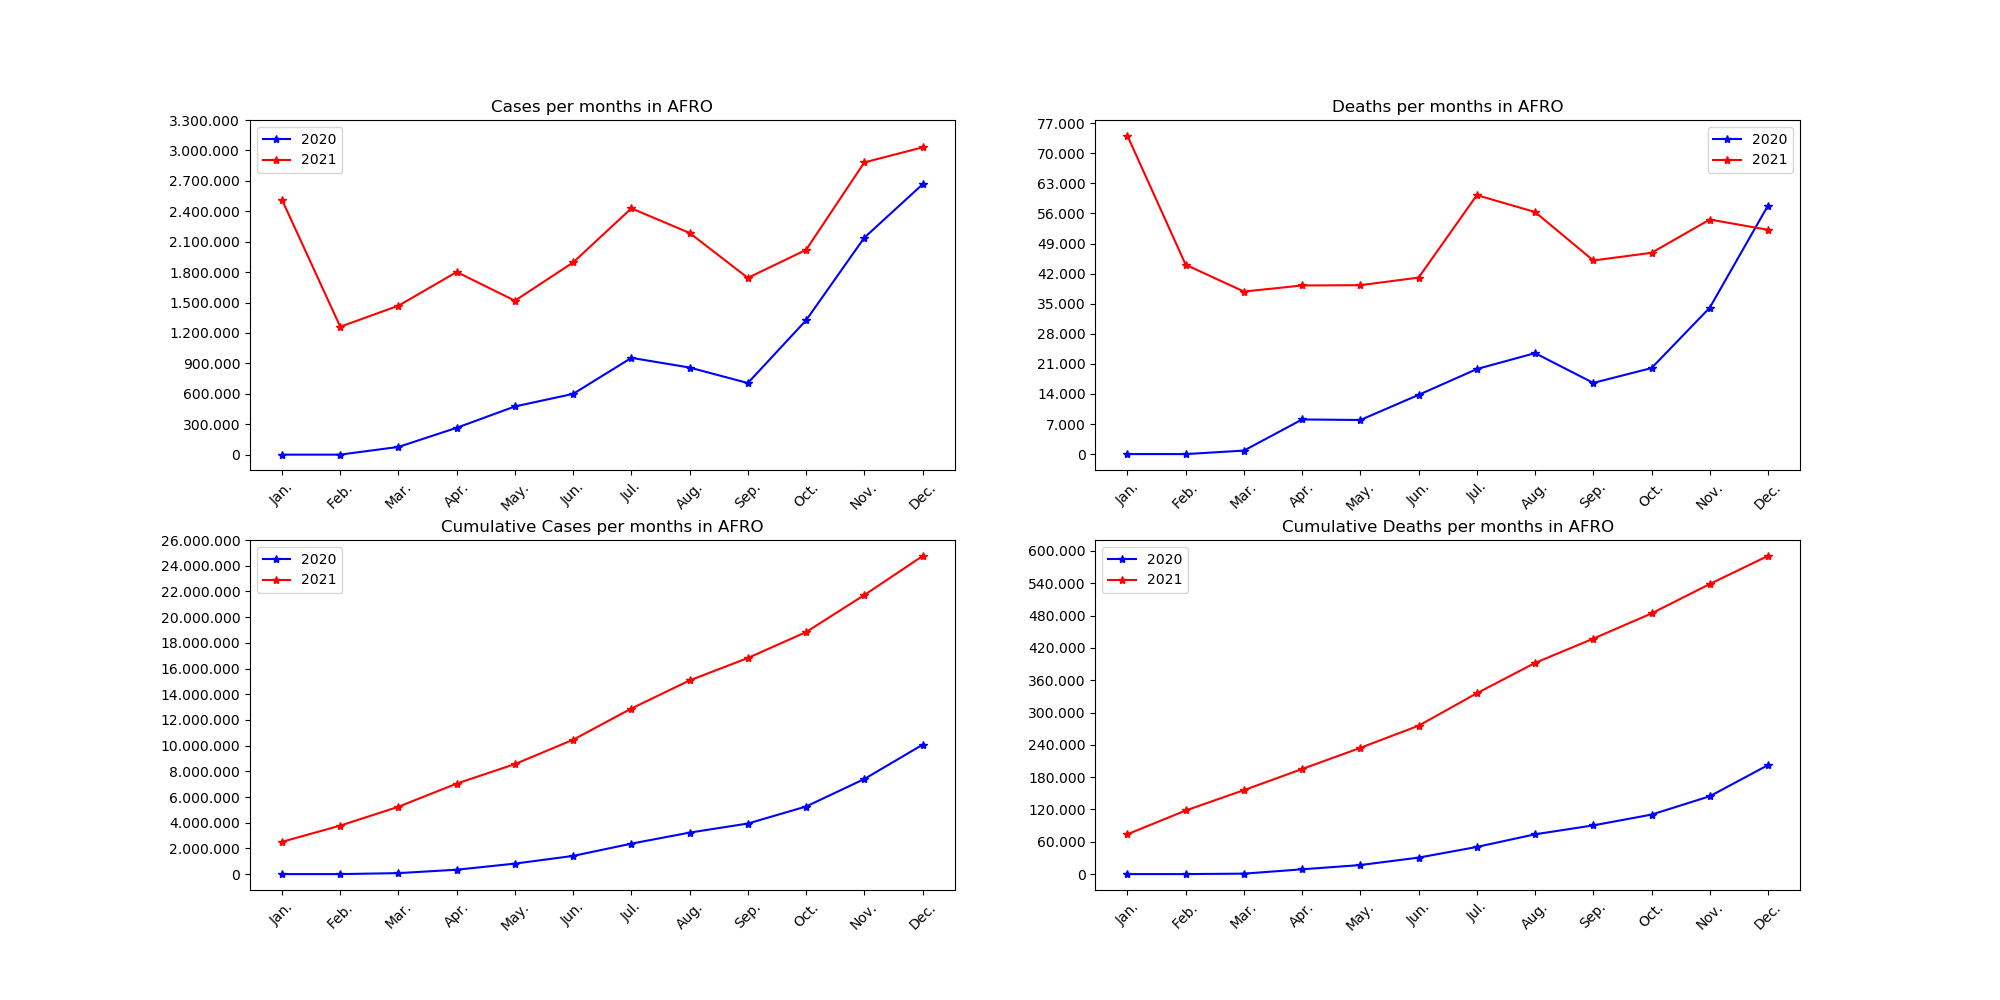 Cases per months in AFRO
3.300.000
3.000.000
2.700.000
2.400.000
2.100.000
1.800.000
1.500.000
1.200.000
900.000
600.000
300.000
0
2020
2021
Jan.
Feb.
Mar.
Apr.
May.
Jun.
Jul.
Aug.
Sep.
Oct.
Nov.
Dec.
Deaths per months in AFRO
77.000
70.000
63.000
56.000
49.000
42.000
35.000
28.000
21.000
14.000
7.000
0
2020
2021
Jan.
Feb.
Mar.
Apr.
May.
Jun.
Jul.
Aug.
Sep.
Oct.
Nov.
Dec.
Cumulative Cases per months in AFRO
26.000.000
24.000.000
22.000.000
20.000.000
18.000.000
16.000.000
14.000.000
12.000.000
10.000.000
8.000.000
6.000.000
4.000.000
2.000.000
0
2020
2021
Jan.
Feb.
Mar.
Apr.
May.
Jun.
Jul.
Aug.
Sep.
Oct.
Nov.
Dec.
Cumulative Deaths per months in AFRO
600.000
540.000
480.000
420.000
360.000
300.000
240.000
180.000
120.000
60.000
0
2020
2021
Jan.
Feb.
Mar.
Apr.
May.
Jun.
Jul.
Aug.
Sep.
Oct.
Nov.
Dec.